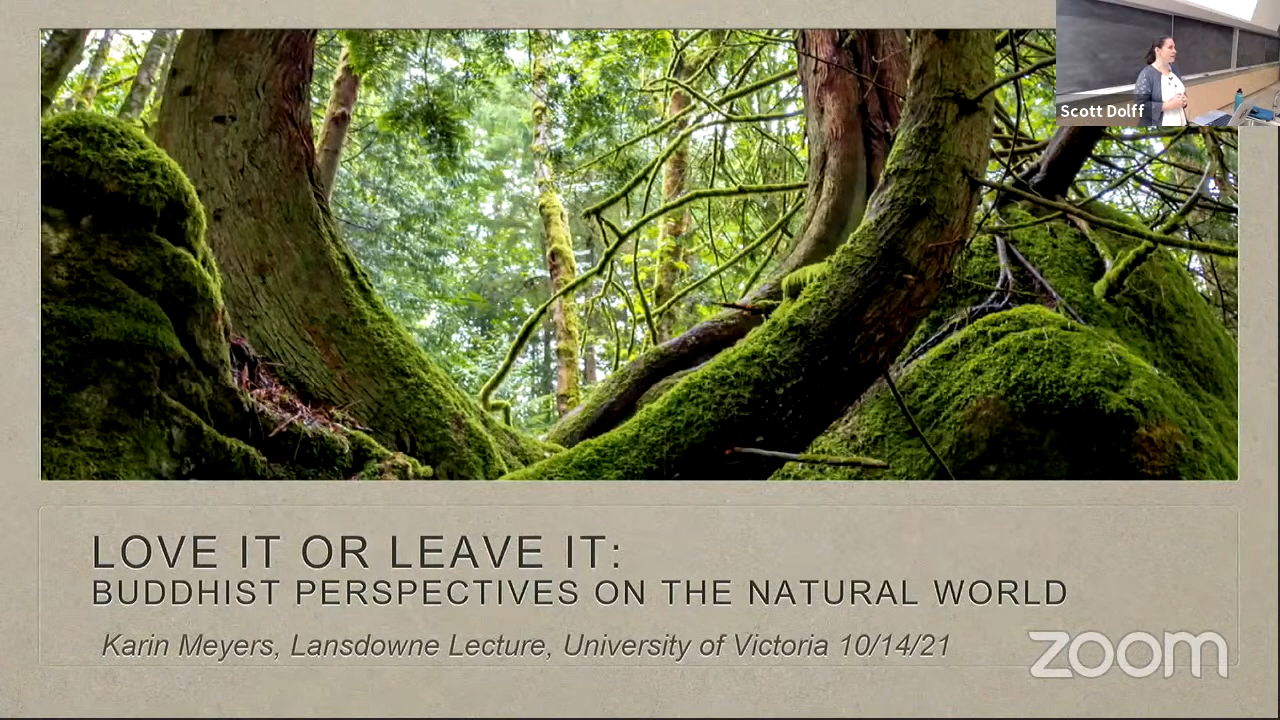 Scott Dolff
LOVE IT OR LEAVE IT:
BUDDHIST PERSPECTIVES ON THE NATURAL WORLD
Karin Meyers, Lansdowne Lecture, University of Victoria 10/14/21
zoom